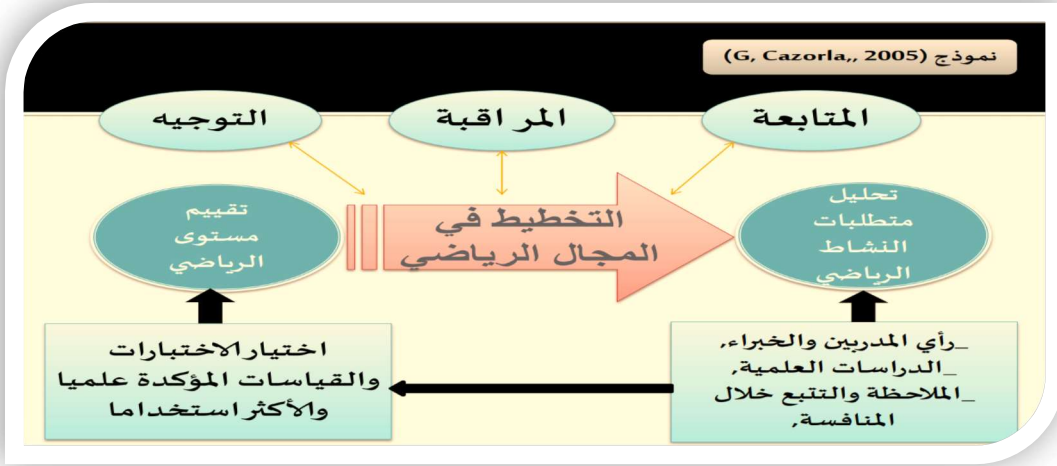 نموذج (G, Cazorla,, 2005)
المتابعة
المراقبة
التوجيه
تحليل
متطلبات
النشاط
الرياضي
التخطيط في
المجال الرياضي
تقييم
مستوى
الرياضي
_رأي المدربين والخبراء,
_الدراسات العلمية,
_الملاحظة والتتبع خلال
المنافسة,
اختيار الاختبارات
والقياسات المؤكدة علميا
والأكثر استخداما